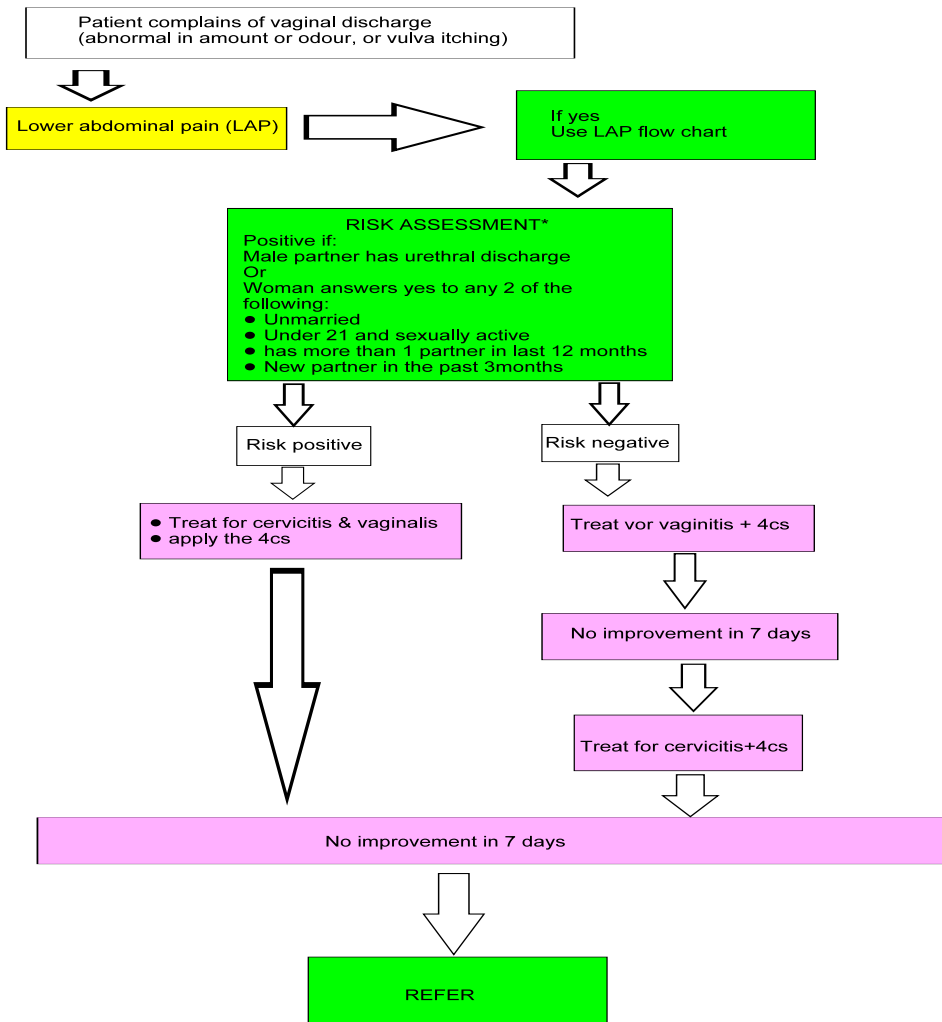 Patient complains of vaginal discharge
(abnormal in amount or odour, or vulva itching)
Lower abdominal pain (LAP)
If yes
Use LAP flow chart
RISK ASSESSMENT*
Positive if:
Male partner has urethral discharge
Or
Woman answers yes to any 2 of the
following:
● Unmarried
● Under 21 and sexually active
● has more than 1 partner in last 12 months
● New partner in the past 3months
Risk positive
Risk negative
● Treat for cervicitis & vaginalis
● apply the 4cs
Treat vor vaginitis + 4cs
No improvement in 7 days
Treat for cervicitis+4cs
No improvement in 7 days
REFER